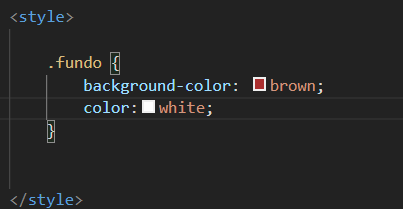 <style>
.fundo {
background-color: brown;
color: white;
}
</style>